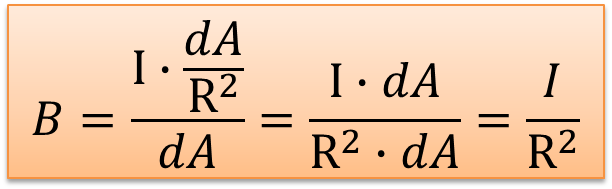 B = (I · dA/R²)/dA = (I · dA)/(R² · dA) = I/R²